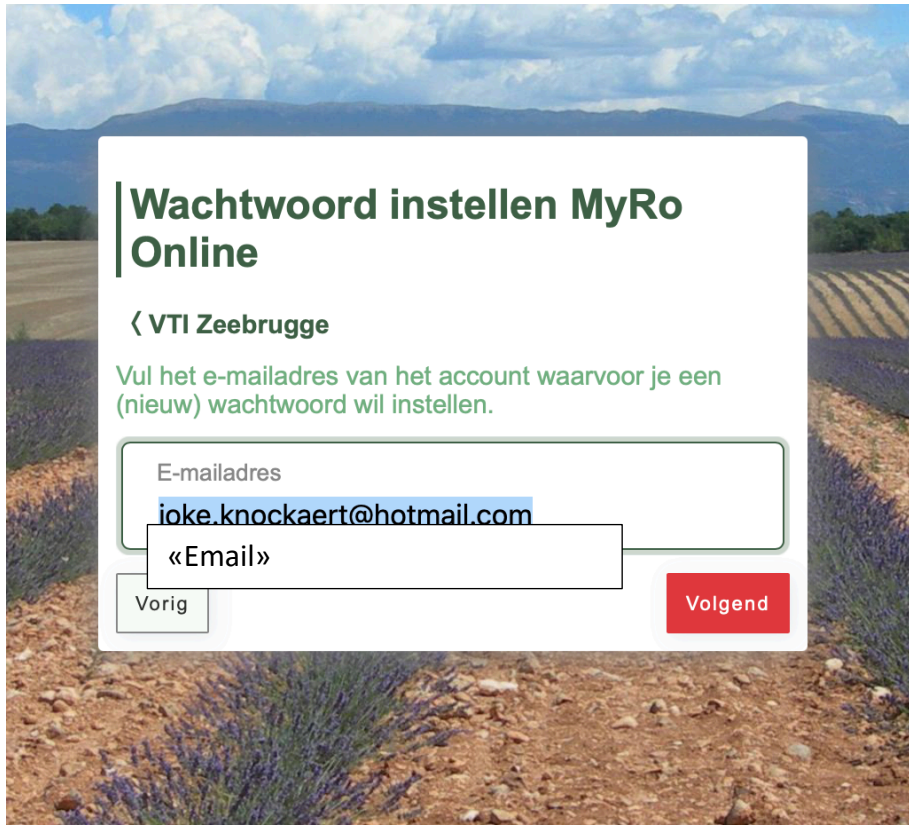 Wachtwoord instellen MyRo
Online
〈 VTI Zeebrugge
Vul het e-mailadres van het account waarvoor je een
(nieuw) wachtwoord wil instellen.
E-mailadres
joke.knockaert@hotmail.com
«Email»
Vorig
Volgend